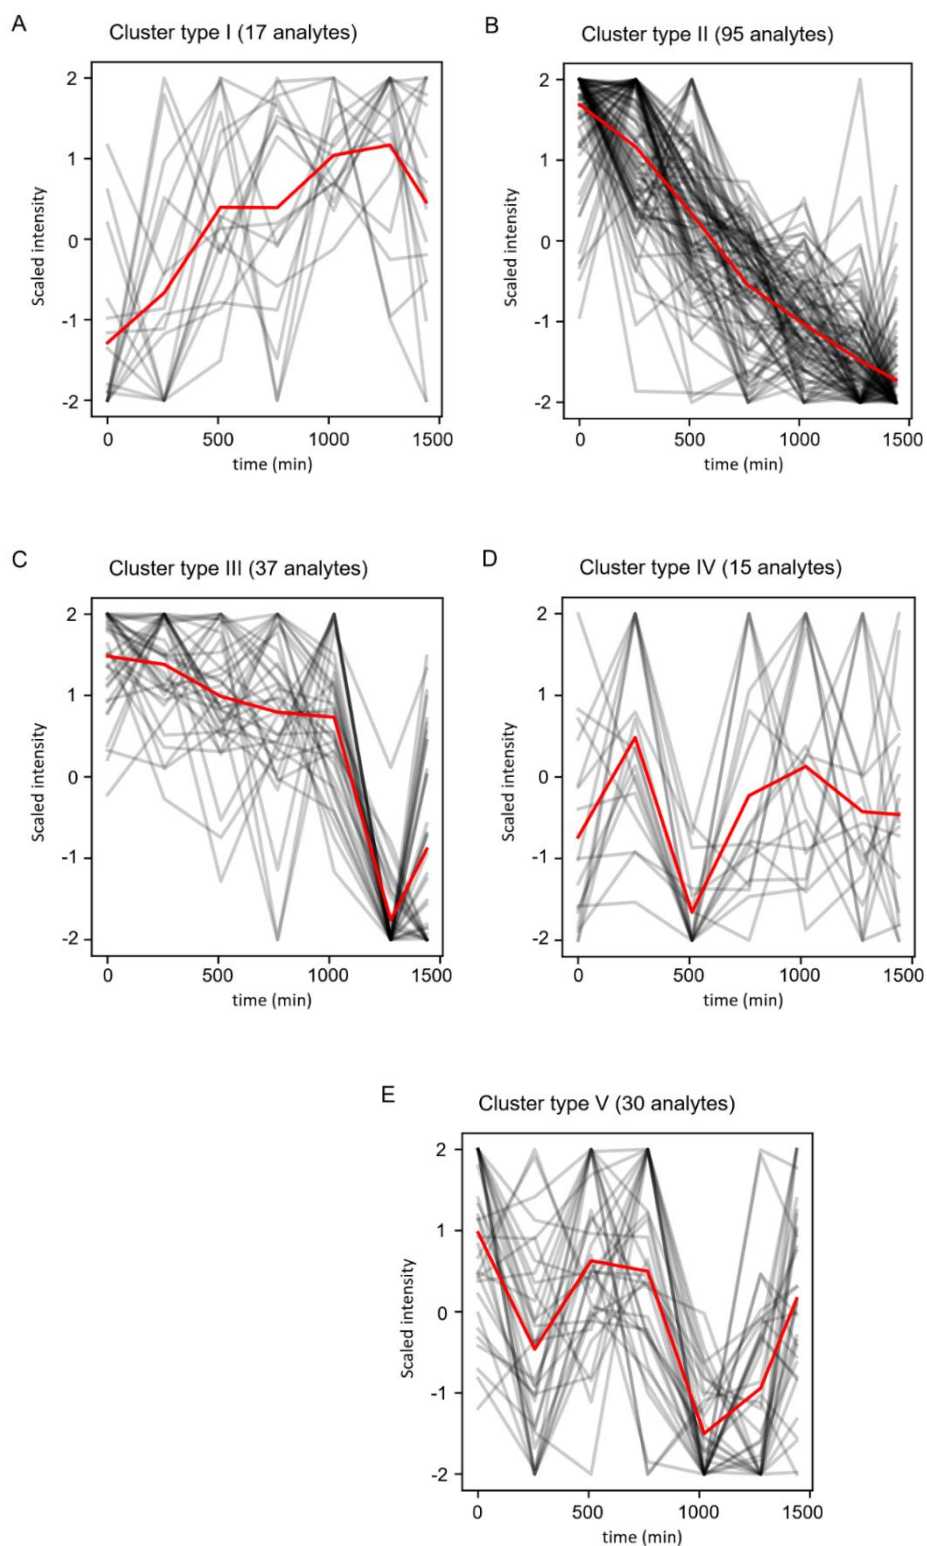 A
Cluster type I (17 analytes)
2
1
0
-1
-2
Scaled intensity
0 500 1000 1500
time (min)
B
Cluster type II (95 analytes)
2
1
0
-1
-2
Scaled intensity
0 500 1000 1500
time (min)
C
Cluster type III (37 analytes)
2
1
0
-1
-2
Scaled intensity
0 500 1000 1500
time (min)
D
Cluster type IV (15 analytes)
2
1
0
-1
-2
Scaled intensity
0 500 1000 1500
time (min)
E
Cluster type V (30 analytes)
2
1
0
-1
-2
Scaled intensity
0 500 1000 1500
time (min)